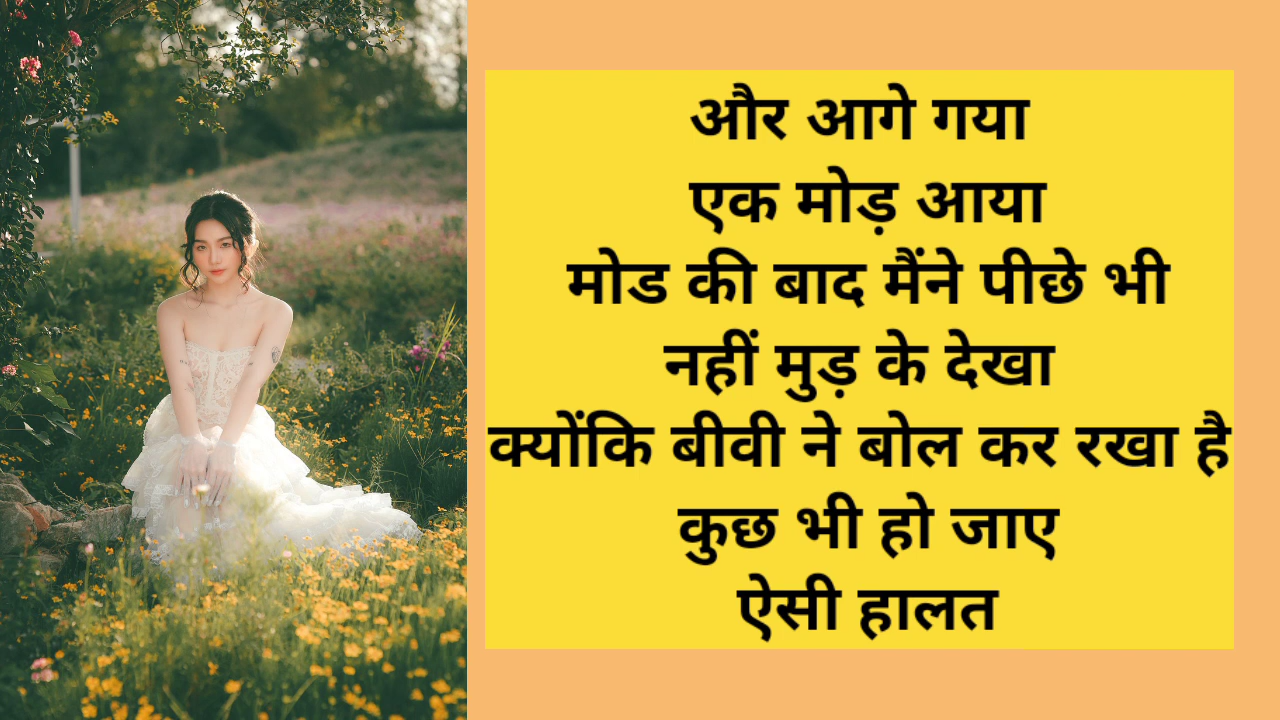 और आगे गया
एक मोड़ आया
मोड की बाद मैंने पीछे भी
नहीं मुड़ के देखा
क्योंकि बीवी ने बोल कर रखा है
कुछ भी हो जाए
ऐसी हालत